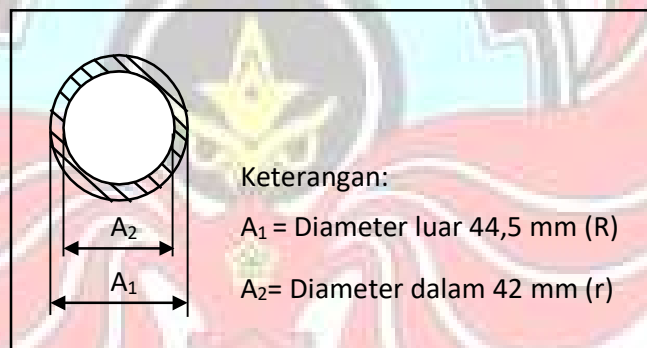 Keterangan:
A₂
A₁ = Diameter luar 44,5 mm (R)
A₁
A₂= Diameter dalam 42 mm (r)